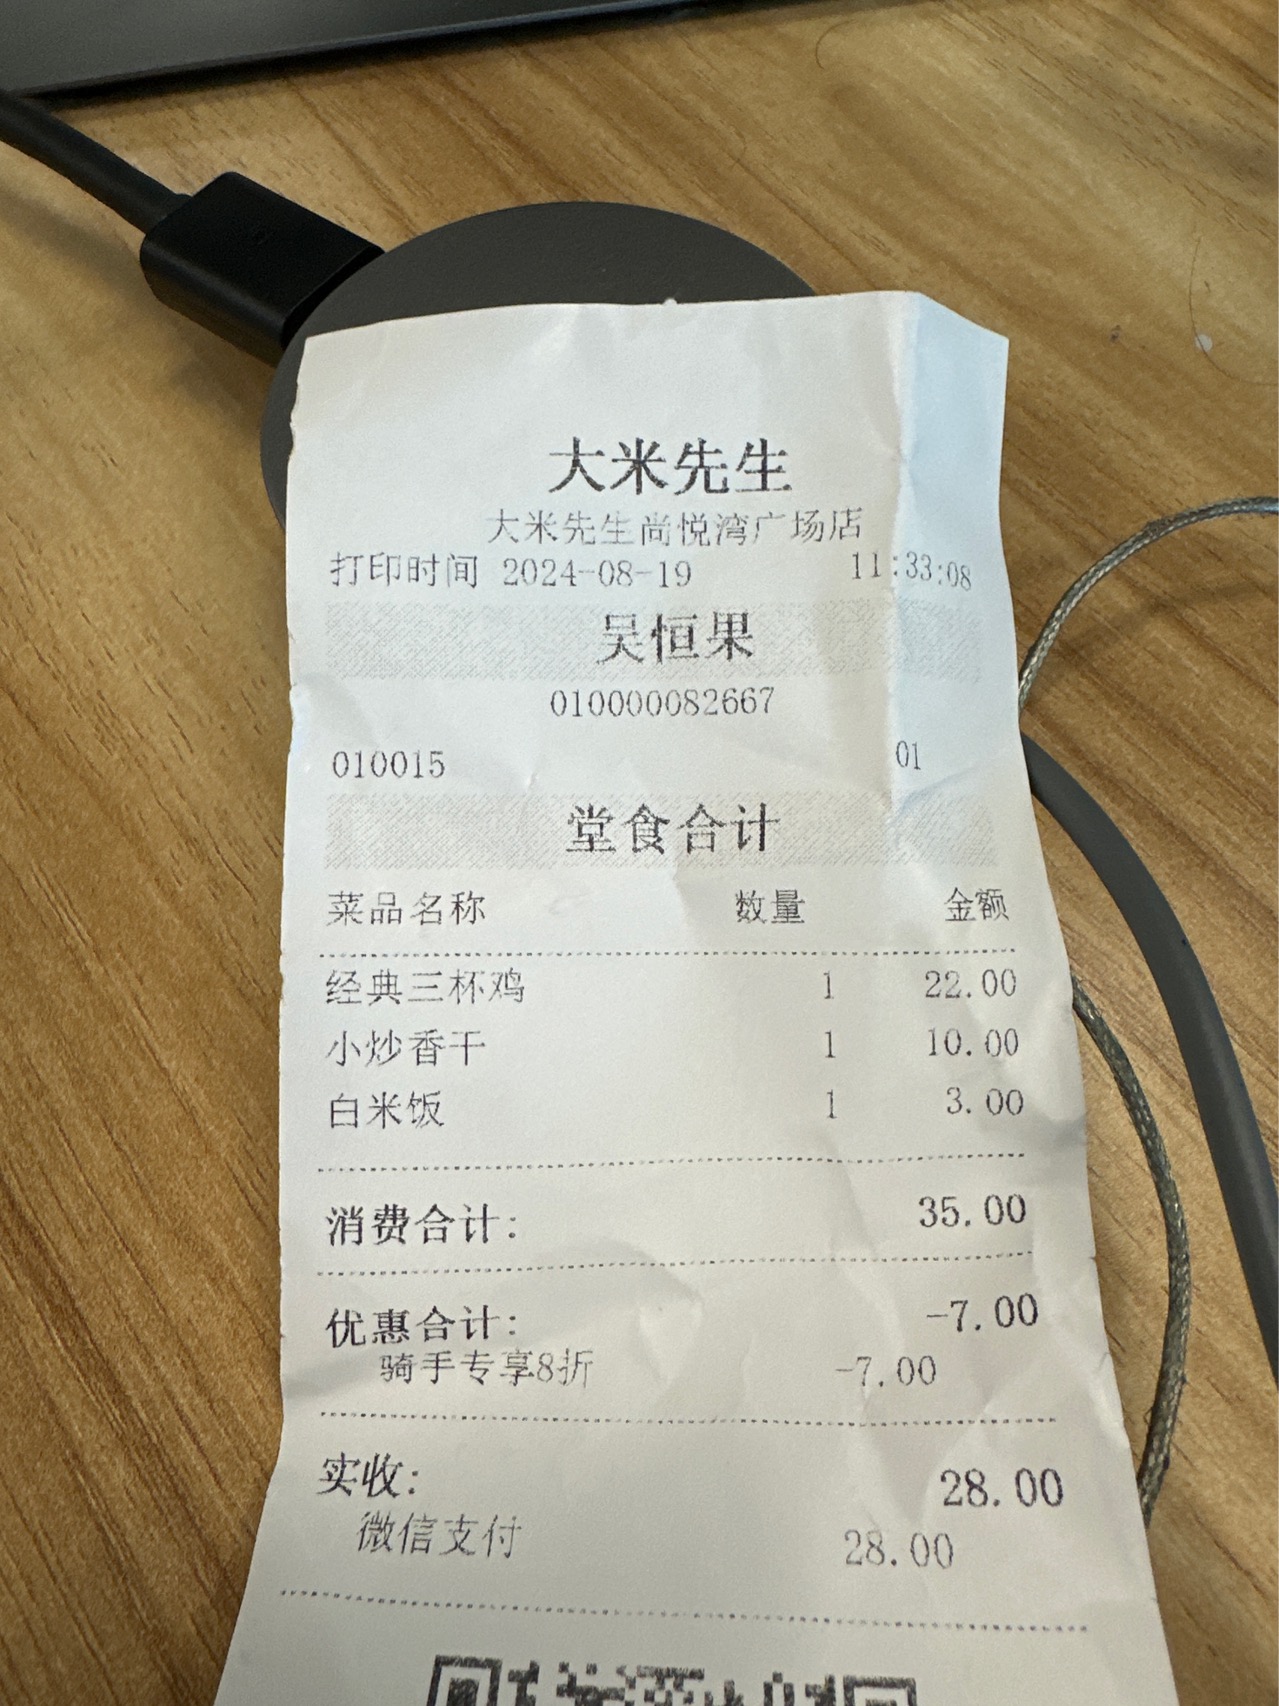 大米先生
大米先生尚悦湾广场店
打印时间 2024-08-19 11:33:08
吴恒果
010000082667
010015 01
堂食合计
菜品名称 数量 金额
经典三杯鸡 1 22.00
小炒香干 1 10.00
白米饭 1 3.00
消费合计: 35.00
优惠合计: -7.00
骑手专享8折 -7.00
实收: 28.00
微信支付 28.00